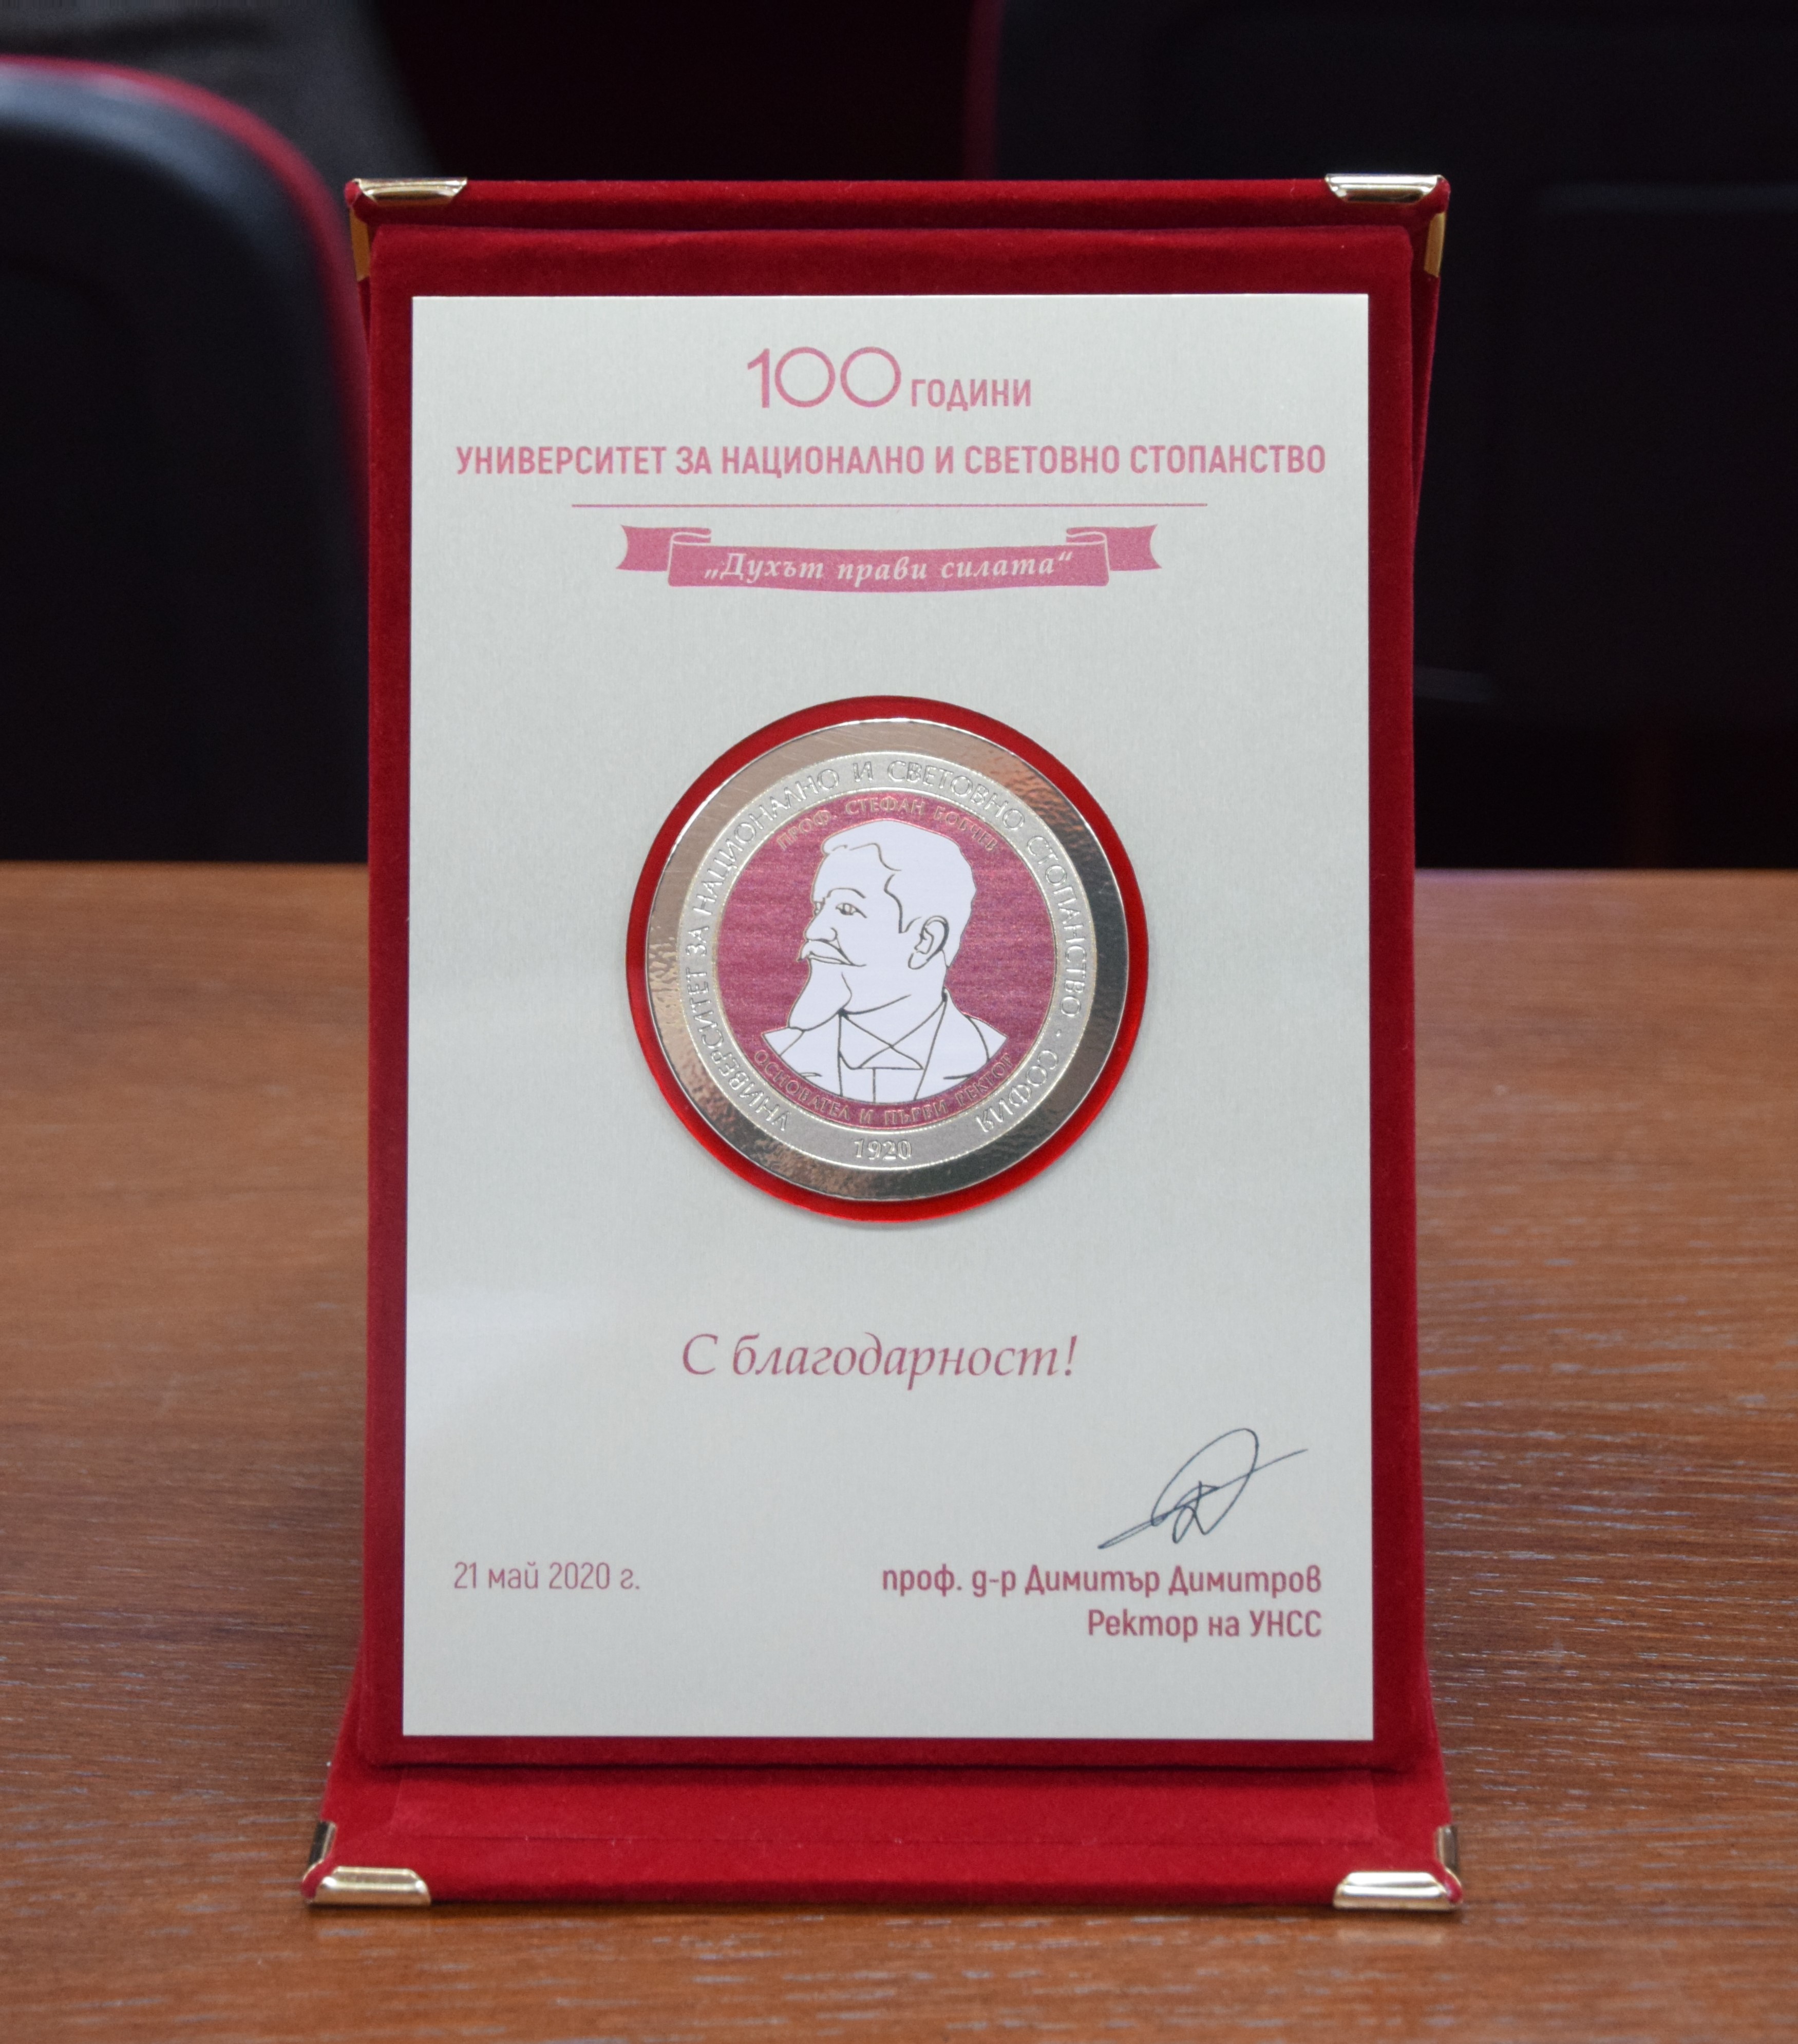 100 ГОДИНИ
УНИВЕРСИТЕТ ЗА НАЦИОНАЛНО И СВЕТОВНО СТОПАНСТВО
„Духът прави силата“
УНИВЕРСИТЕТ ЗА НАЦИОНАЛНО И СВЕТОВНО СТОПАНСТВО · СОФИЯ
ПРОФ. СТЕФАН БОБЧЕВ
ОСНОВАТЕЛ И ПЪРВИ РЕКТОР
1920
С благодарност!
21 май 2020 г.
проф. д-р Димитър Димитров
Ректор на УНСС